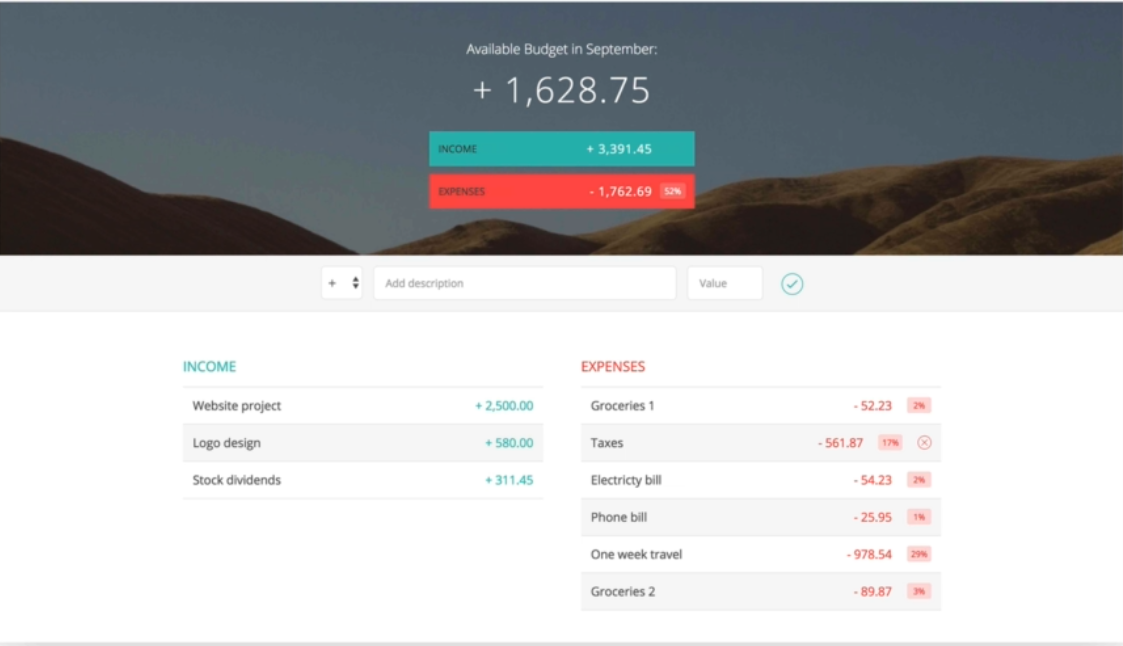 Available Budget in September:
+ 1,628.75
INCOME + 3,391.45
EXPENSES - 1,762.69 52%
+ Add description Value
INCOME
Website project + 2,500.00
Logo design + 580.00
Stock dividends + 311.45
EXPENSES
Groceries 1 - 52.23 2%
Taxes - 561.87 17%
Electricty bill - 54.23 2%
Phone bill - 25.95 1%
One week travel - 978.54 29%
Groceries 2 - 89.87 3%